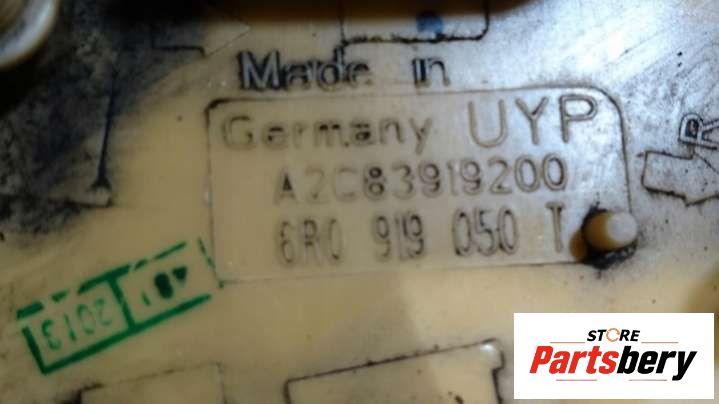 Made in
Germany UYP
A2C83919200
6R0 919 050 T
R
2013
STORE
Partsbery